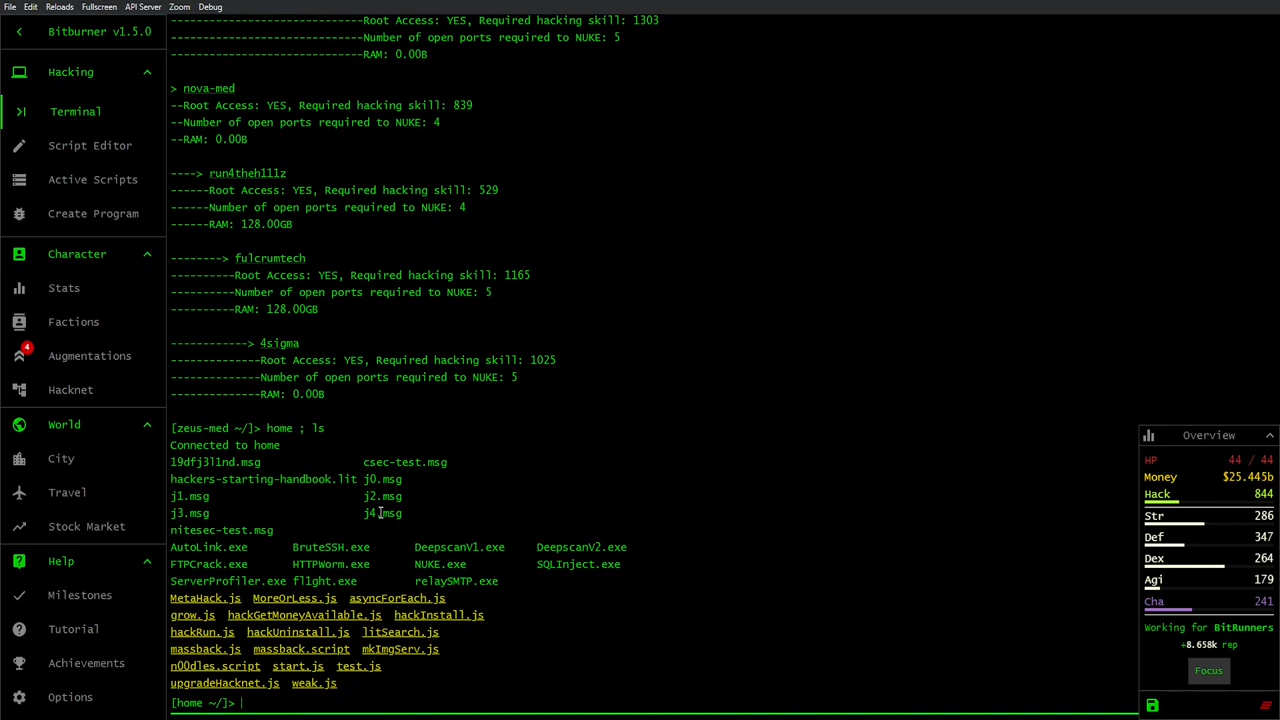 File Edit Reloads Fullscreen API Server Zoom Debug
Bitburner v1.5.0
Hacking
Terminal
Script Editor
Active Scripts
Create Program
Character
Stats
Factions
4
Augmentations
Hacknet
World
City
Travel
Stock Market
Help
Milestones
Tutorial
Achievements
Options
------------------------------Root Access: YES, Required hacking skill: 1303
------------------------------Number of open ports required to NUKE: 5
------------------------------RAM: 0.00B
> nova-med
--Root Access: YES, Required hacking skill: 839
--Number of open ports required to NUKE: 4
--RAM: 0.00B
----> run4theh111z
------Root Access: YES, Required hacking skill: 529
------Number of open ports required to NUKE: 4
------RAM: 128.00GB
--------> fulcrumtech
----------Root Access: YES, Required hacking skill: 1165
----------Number of open ports required to NUKE: 5
----------RAM: 128.00GB
------------> 4sigma
--------------Root Access: YES, Required hacking skill: 1025
--------------Number of open ports required to NUKE: 5
--------------RAM: 0.00B
[zeus-med ~/]> home ; ls
Connected to home
19dfj3l1nd.msg csec-test.msg
hackers-starting-handbook.lit j0.msg
j1.msg j2.msg
j3.msg j4.msg
nitesec-test.msg
AutoLink.exe BruteSSH.exe DeepscanV1.exe DeepscanV2.exe
FTPCrack.exe HTTPWorm.exe NUKE.exe SQLInject.exe
ServerProfiler.exe fl1ght.exe relaySMTP.exe
MetaHack.js MoreOrLess.js asyncForEach.js
grow.js hackGetMoneyAvailable.js hackInstall.js
hackRun.js hackUninstall.js litSearch.js
massback.js massback.script mkImgServ.js
n00dles.script start.js test.js
upgradeHacknet.js weak.js
[home ~/]>
Overview
HP 44 / 44
Money $25.445b
Hack 844
Str 286
Def 347
Dex 264
Agi 179
Cha 241
Working for BitRunners
+8.658k rep
Focus